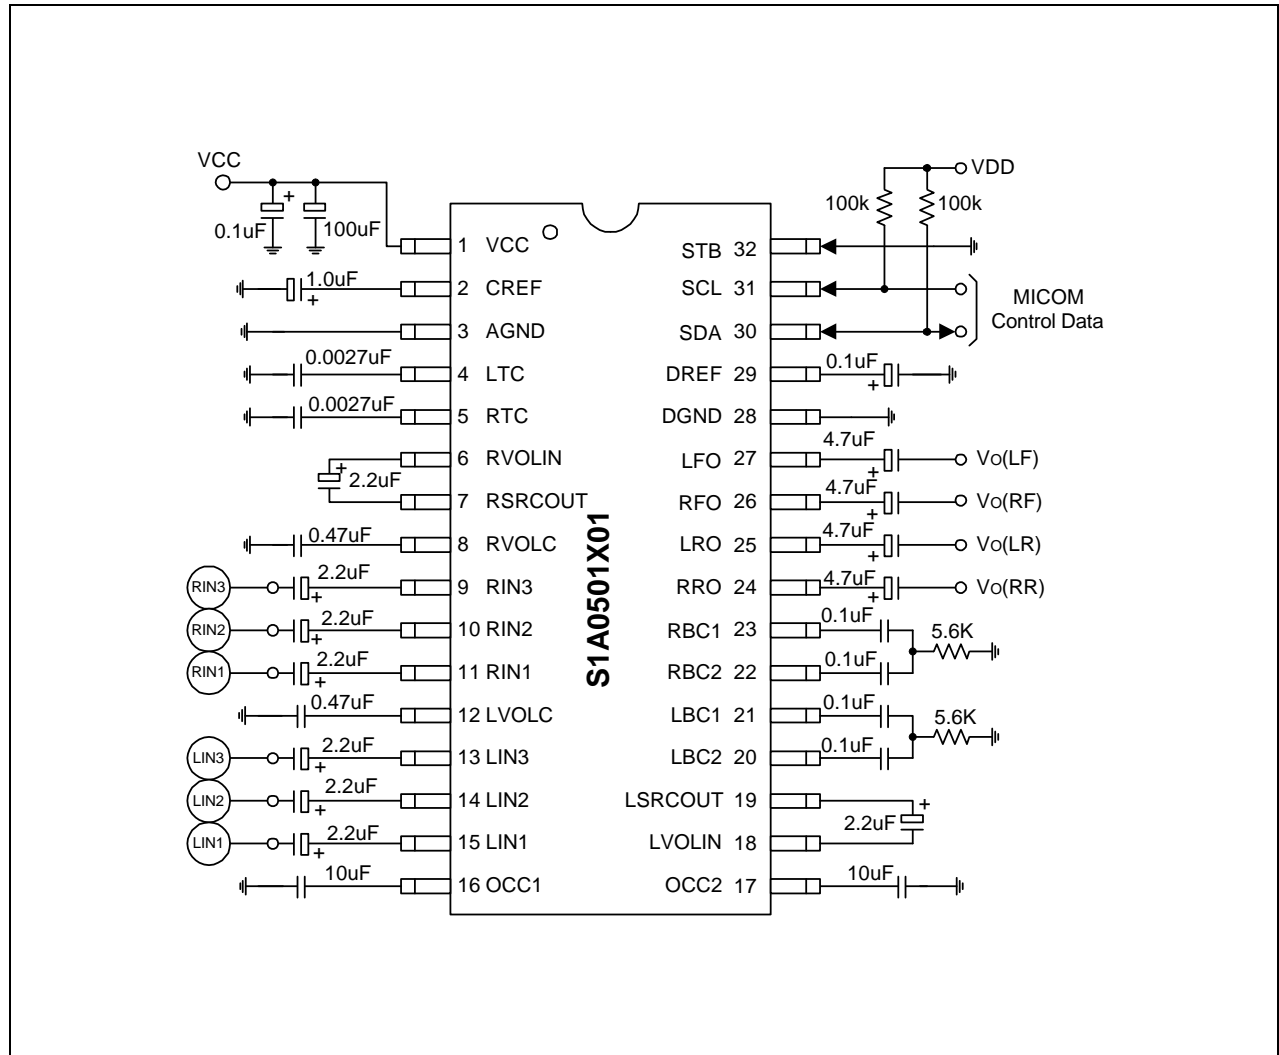 VCC
VDD
+
0.1uF
100uF
100k
100k
1 VCC
STB 32
1.0uF
+
2 CREF
SCL 31
MICOM
Control Data
3 AGND
SDA 30
0.0027uF
4 LTC
DREF 29
0.1uF
+
0.0027uF
5 RTC
DGND 28
6 RVOLIN
LFO 27
4.7uF
+
Vo(LF)
+
2.2uF
7 RSRCOUT
RFO 26
4.7uF
+
Vo(RF)
0.47uF
8 RVOLC
LRO 25
4.7uF
+
Vo(LR)
RIN3
2.2uF
+
9 RIN3
RRO 24
4.7uF
+
Vo(RR)
RIN2
2.2uF
+
10 RIN2
RBC1 23
0.1uF
5.6K
RIN1
2.2uF
+
11 RIN1
RBC2 22
0.1uF
S1A0501X01
0.47uF
12 LVOLC
LBC1 21
0.1uF
5.6K
LIN3
2.2uF
+
13 LIN3
LBC2 20
0.1uF
LIN2
2.2uF
+
14 LIN2
LSRCOUT 19
+
2.2uF
LIN1
2.2uF
+
15 LIN1
LVOLIN 18
10uF
16 OCC1
OCC2 17
10uF